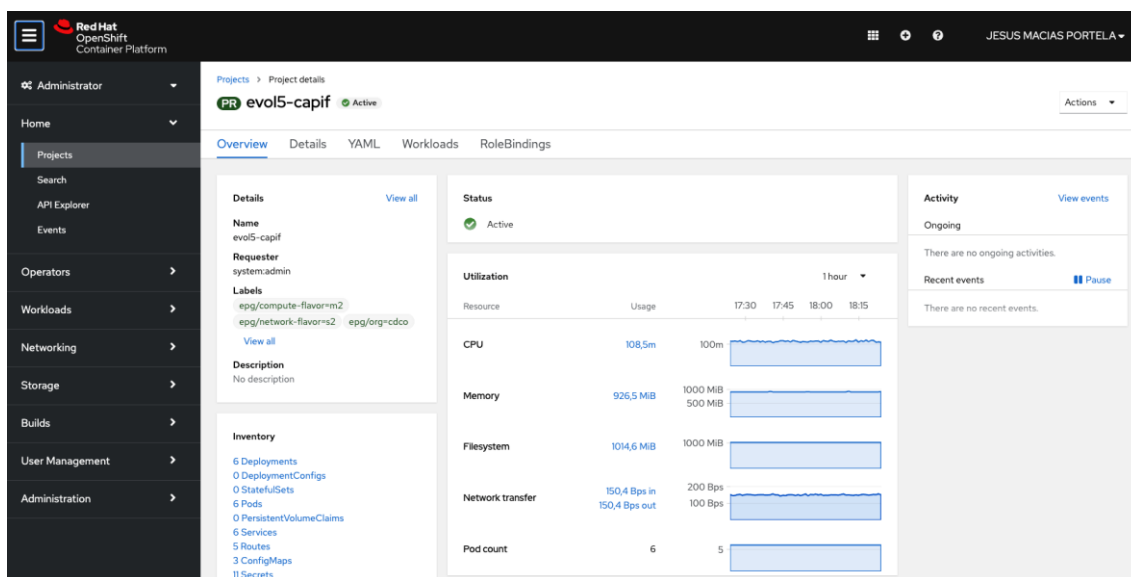 Red Hat
OpenShift
Container Platform
JESUS MACIAS PORTELA
Administrator
Home
Projects
Search
API Explorer
Events
Operators
Workloads
Networking
Storage
Builds
User Management
Administration
Projects > Project details
PR evol5-capif Active
Actions
Overview Details YAML Workloads RoleBindings
Details View all
Name
evol5-capif
Requester
system:admin
Labels
epg/compute-flavor=m2
epg/network-flavor=s2 epg/org=cdco
View all
Description
No description
Inventory
6 Deployments
0 DeploymentConfigs
0 StatefulSets
6 Pods
0 PersistentVolumeClaims
6 Services
5 Routes
3 ConfigMaps
11 Secrets
Status
Active
Utilization 1 hour
Resource Usage 17:30 17:45 18:00 18:15
CPU 108,5m 100m
Memory 926,5 MiB 1000 MiB
500 MiB
Filesystem 1014,6 MiB 1000 MiB
Network transfer 150,4 Bps in 200 Bps
150,4 Bps out 100 Bps
Pod count 6 5
Activity View events
Ongoing
There are no ongoing activities.
Recent events Pause
There are no recent events.